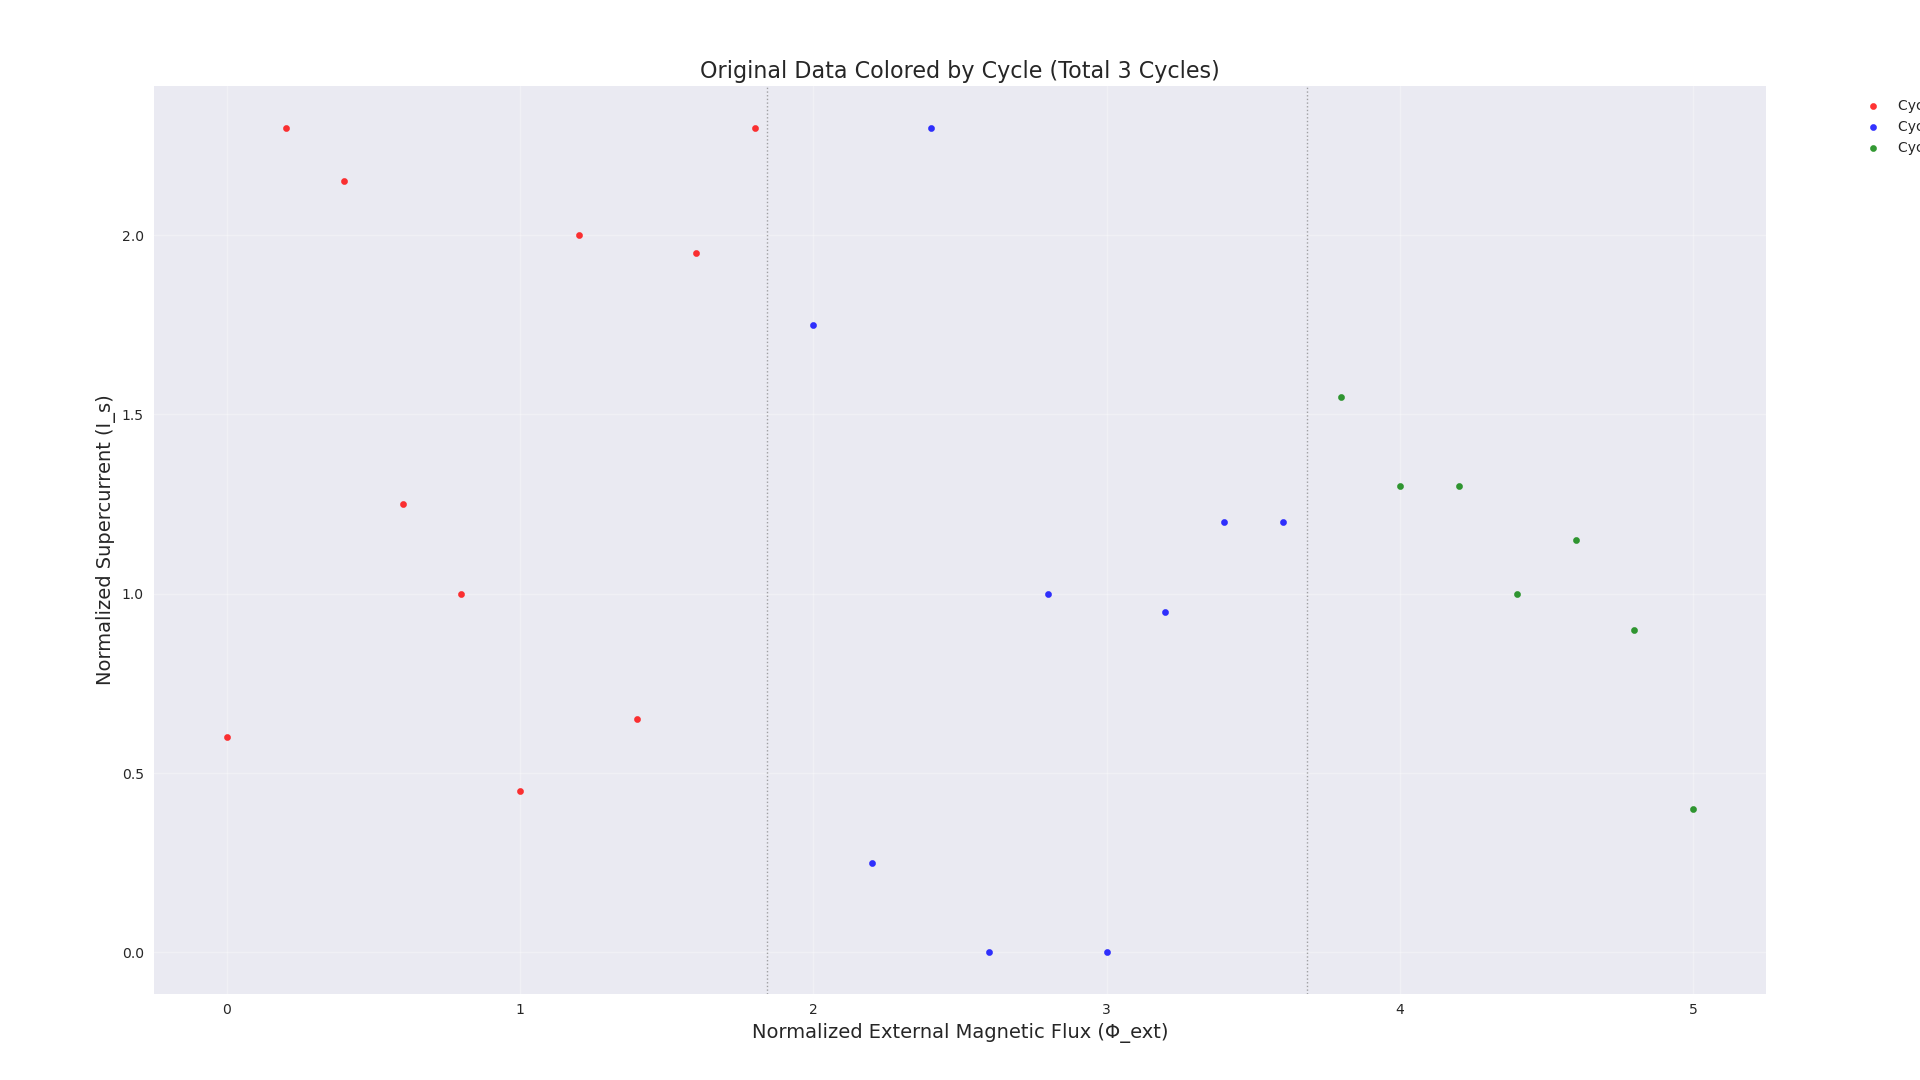 Original Data Colored by Cycle (Total 3 Cycles)
Cyc
Cyc
Cyc
2.0
1.5
1.0
0.5
0.0
Normalized Supercurrent (I_s)
0 1 2 3 4 5
Normalized External Magnetic Flux (Φ_ext)